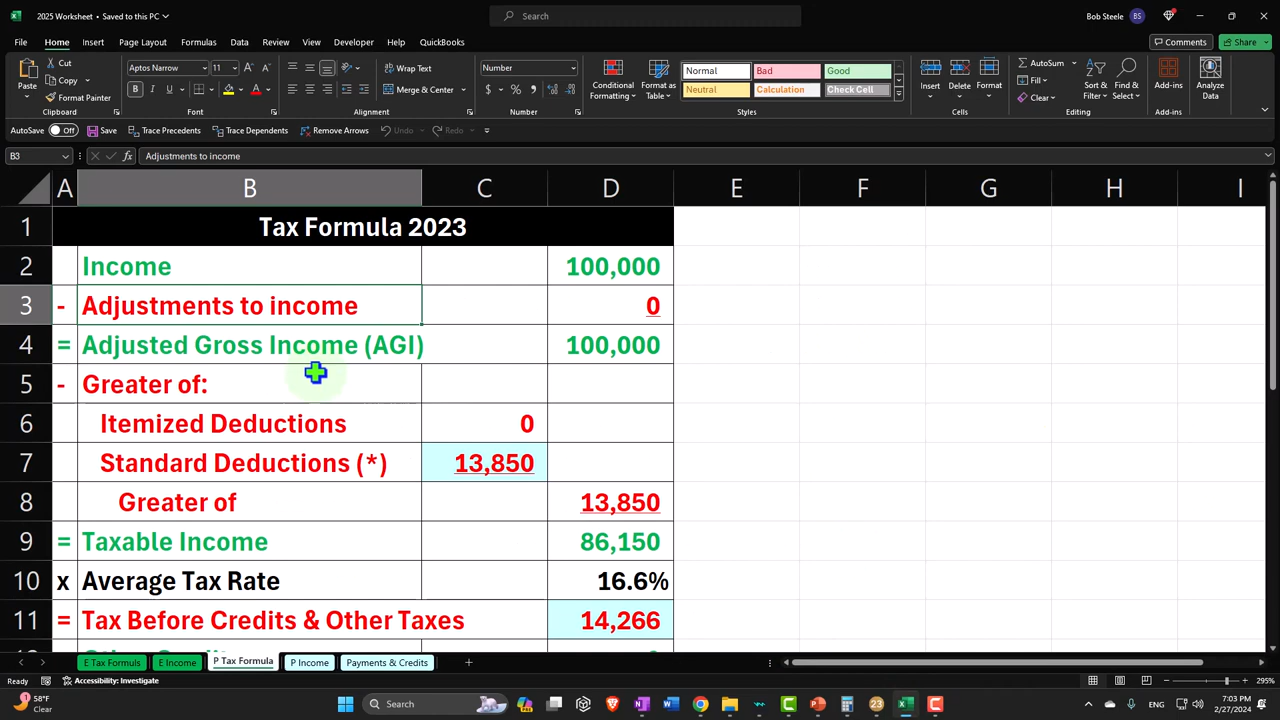 2025 Worksheet • Saved to this PC
Search
Bob Steele
BS
File Home Insert Page Layout Formulas Data Review View Developer Help QuickBooks
Comments
Share
Cut
Copy
Format Painter
Paste
Clipboard
Aptos Narrow
11
Font
Wrap Text
Merge & Center
Alignment
Number
Number
Conditional Formatting
Format as Table
Normal Bad Good
Neutral Calculation Check Cell
Styles
Insert Delete Format
Cells
AutoSum
Fill
Clear
Sort & Filter
Find & Select
Editing
Add-ins
Add-ins
Analyze Data
AutoSave Off Save Trace Precedents Trace Dependents Remove Arrows Undo Redo
B3 fx Adjustments to income
A B C D E F G H I
1 Tax Formula 2023
2 Income 100,000
3 - Adjustments to income 0
4 = Adjusted Gross Income (AGI) 100,000
5 - Greater of:
6 Itemized Deductions 0
7 Standard Deductions (*) 13,850
8 Greater of 13,850
9 = Taxable Income 86,150
10 x Average Tax Rate 16.6%
11 = Tax Before Credits & Other Taxes 14,266
E Tax Formuls E Income P Tax Formula P Income Payments & Credits
Ready Accessibility: Investigate 295%
58°F
Clear
Search
ENG
7:03 PM
2/27/2024